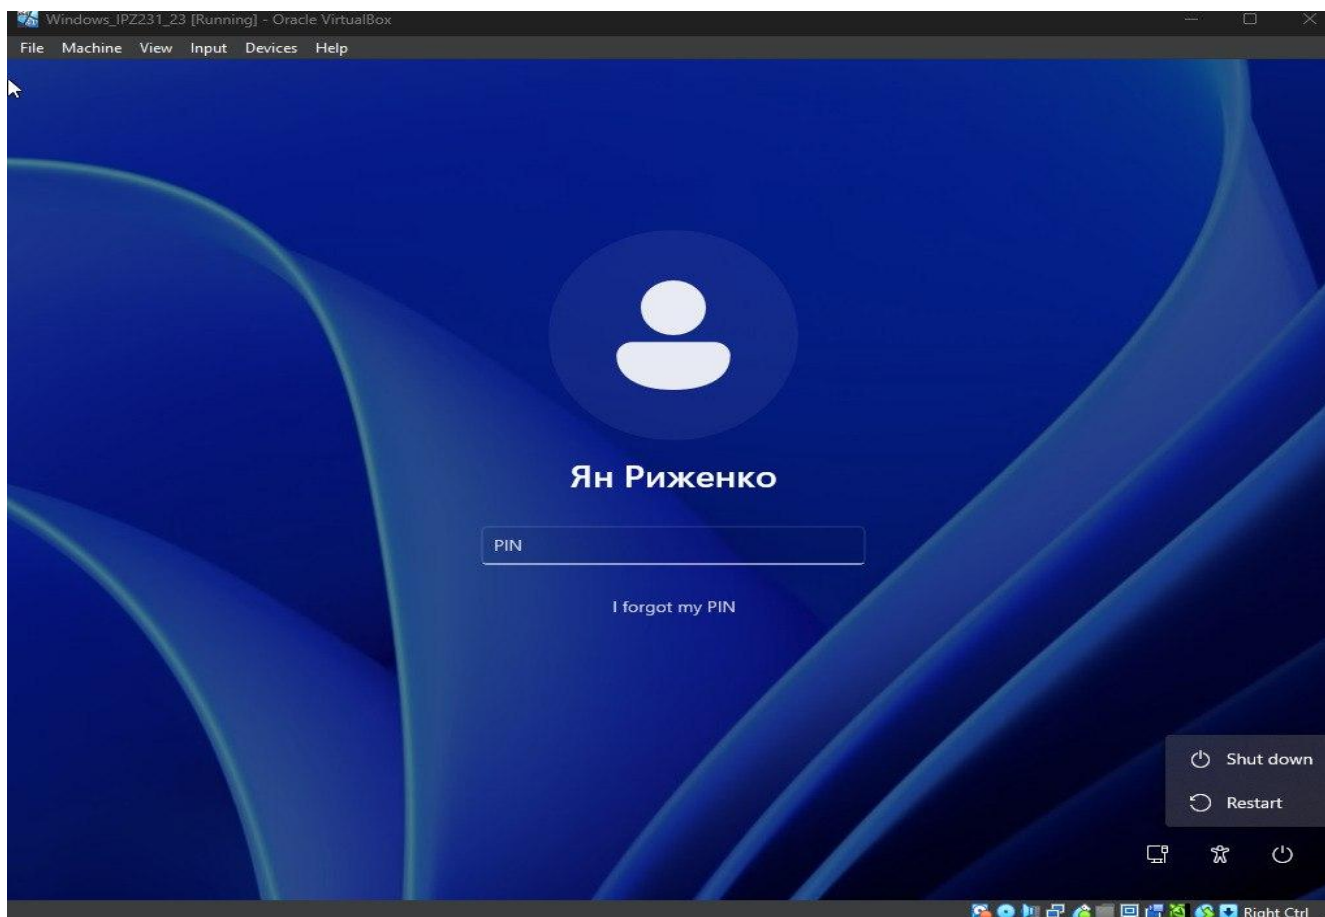 Windows_IPZ231_23 [Running] - Oracle VirtualBox
File Machine View Input Devices Help
Ян Риженко
PIN
I forgot my PIN
Shut down
Restart
Right Ctrl